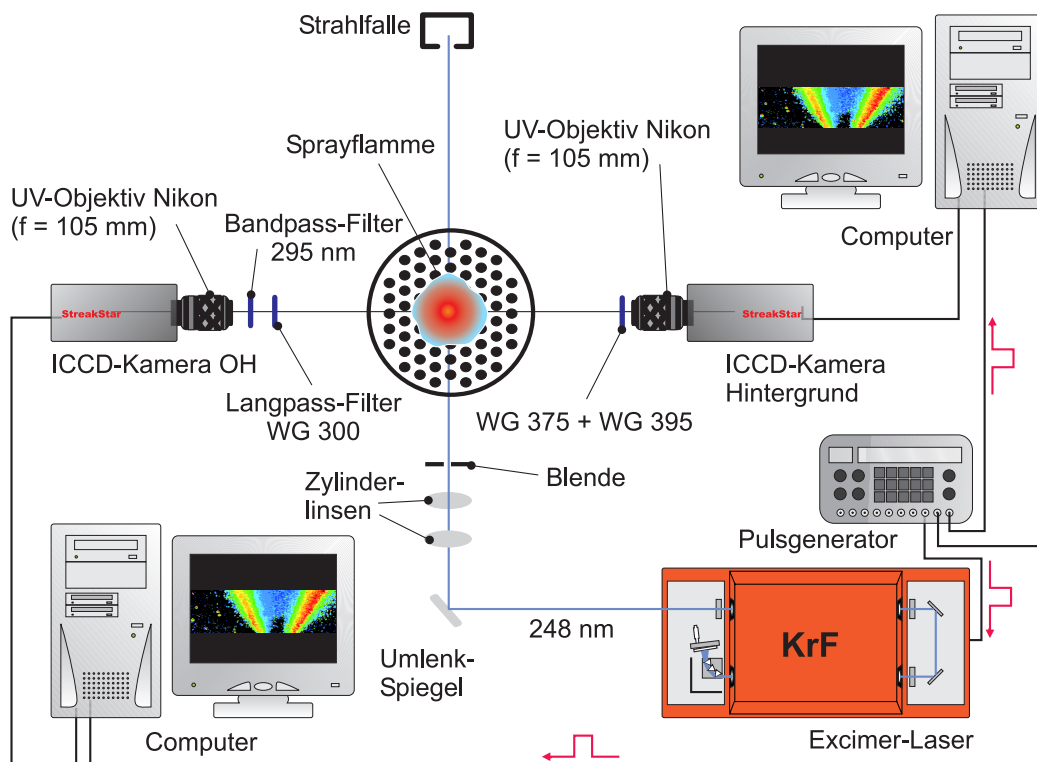 Strahlfalle
Sprayflamme
UV-Objektiv Nikon
(f = 105 mm)
UV-Objektiv Nikon
(f = 105 mm)
Bandpass-Filter
295 nm
Computer
StreakStar
StreakStar
ICCD-Kamera OH
ICCD-Kamera
Hintergrund
Langpass-Filter
WG 300
WG 375 + WG 395
Blende
Zylinder-
linsen
Pulsgenerator
248 nm
KrF
Umlenk-
Spiegel
Computer
Excimer-Laser